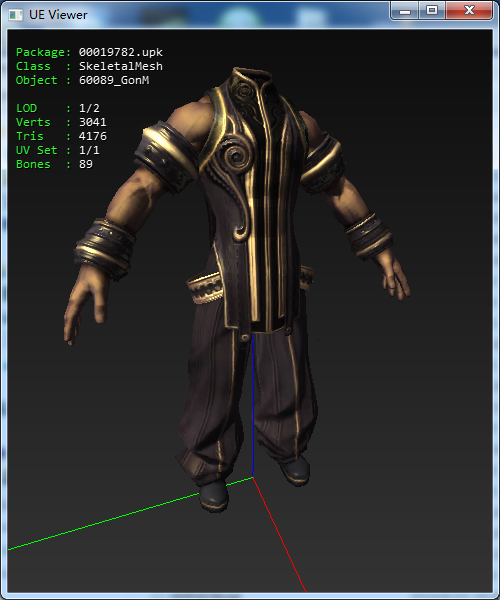 UE Viewer
Package: 00019782.upk
Class : SkeletalMesh
Object : 60089_GonM
LOD : 1/2
Verts : 3041
Tris : 4176
UV Set : 1/1
Bones : 89